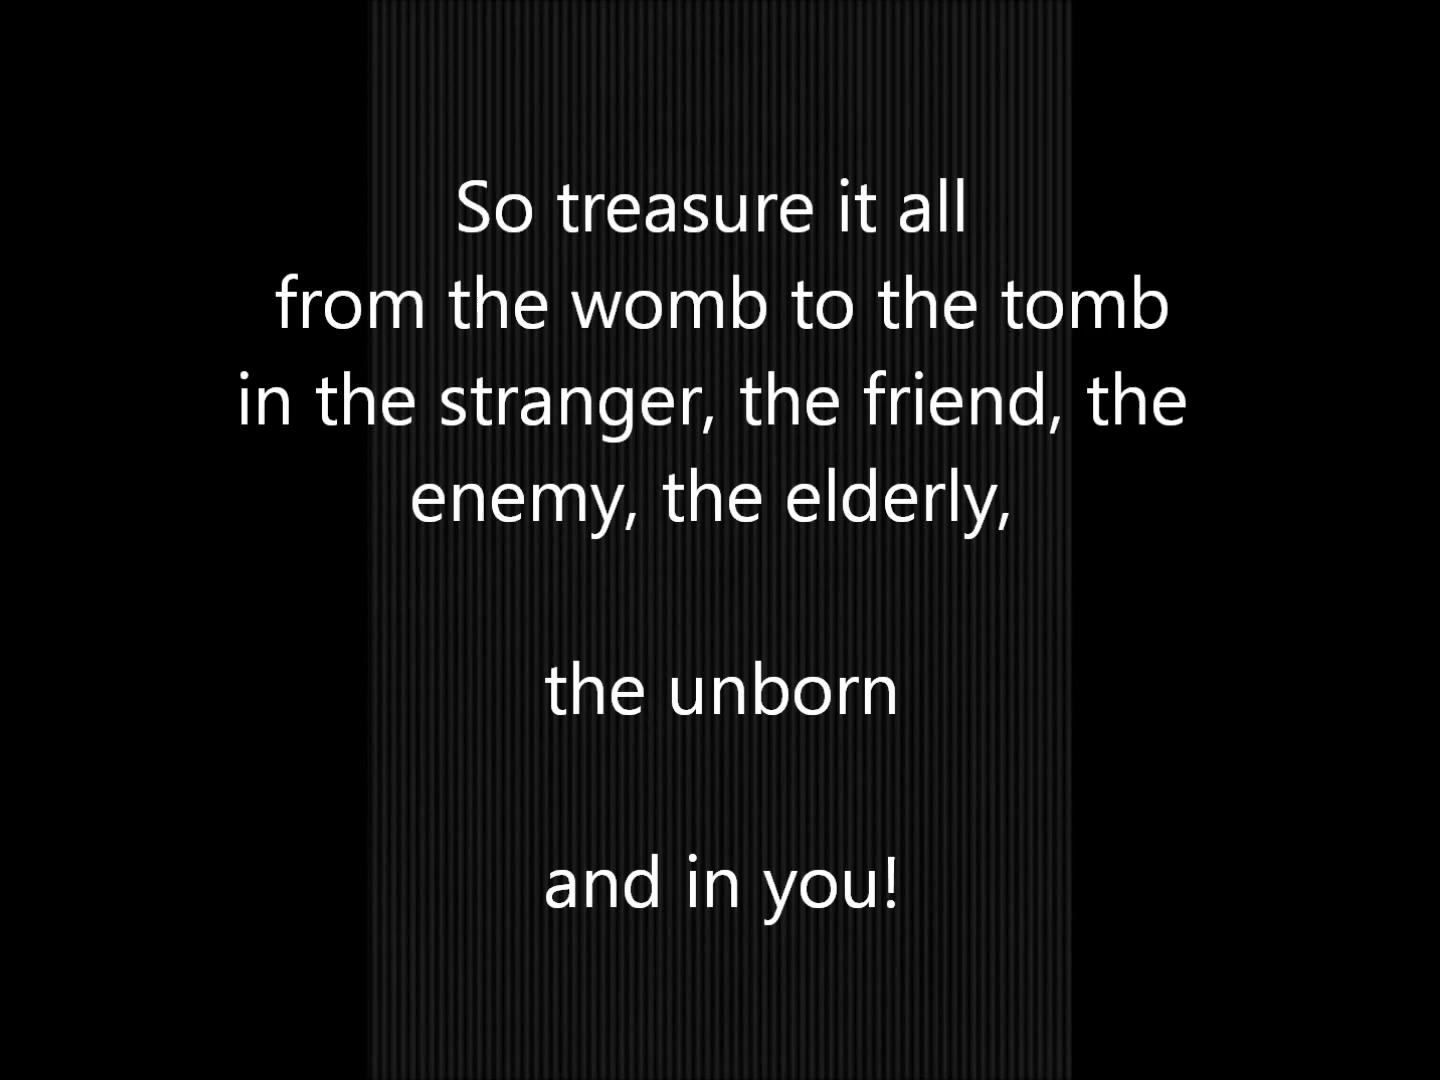 So treasure it all
from the womb to the tomb
in the stranger, the friend, the
enemy, the elderly,
the unborn
and in you!